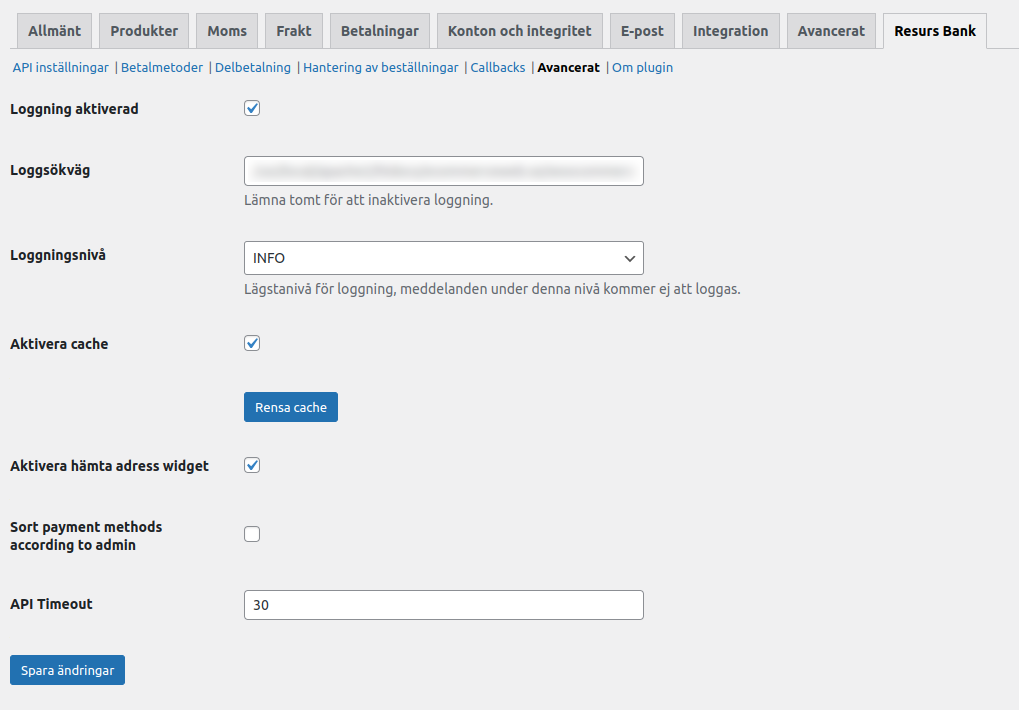 Allmänt Produkter Moms Frakt Betalningar Konton och integritet E-post Integration Avancerat Resurs Bank
API inställningar | Betalmetoder | Delbetalning | Hantering av beställningar | Callbacks | Avancerat | Om plugin
Loggning aktiverad
Loggsökväg
Lämna tomt för att inaktivera loggning.
Loggningsnivå INFO
Lägstanivå för loggning, meddelanden under denna nivå kommer ej att loggas.
Aktivera cache
Rensa cache
Aktivera hämta adress widget
Sort payment methods
according to admin
API Timeout 30
Spara ändringar